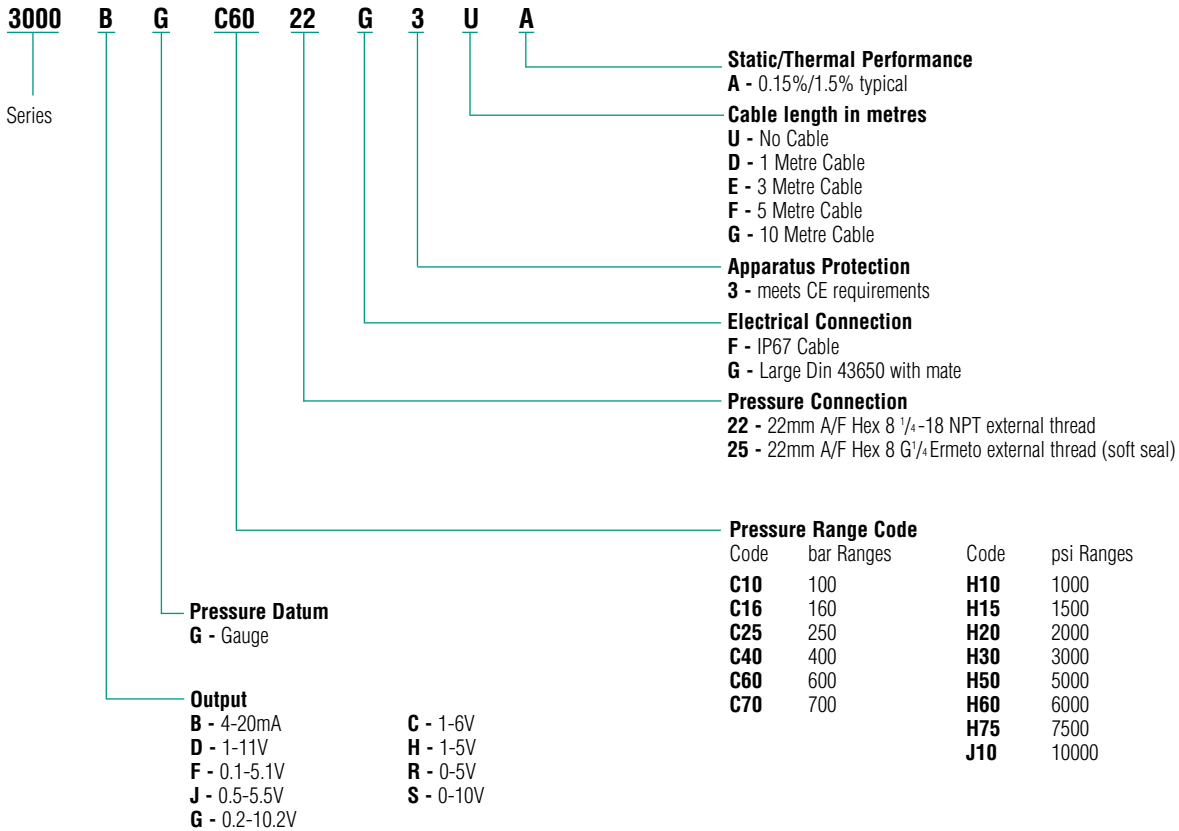 3000 B G C60 22 G 3 U A
Series
Static/Thermal Performance
A - 0.15%/1.5% typical
Cable length in metres
U - No Cable
D - 1 Metre Cable
E - 3 Metre Cable
F - 5 Metre Cable
G - 10 Metre Cable
Apparatus Protection
3 - meets CE requirements
Electrical Connection
F - IP67 Cable
G - Large Din 43650 with mate
Pressure Connection
22 - 22mm A/F Hex 8 1/4-18 NPT external thread
25 - 22mm A/F Hex 8 G1/4 Ermeto external thread (soft seal)
Pressure Range Code
Code bar Ranges Code psi Ranges
C10 100 H10 1000
C16 160 H15 1500
C25 250 H20 2000
C40 400 H30 3000
C60 600 H50 5000
C70 700 H60 6000
H75 7500
J10 10000
Pressure Datum
G - Gauge
Output
B - 4-20mA C - 1-6V
D - 1-11V H - 1-5V
F - 0.1-5.1V R - 0-5V
J - 0.5-5.5V S - 0-10V
G - 0.2-10.2V